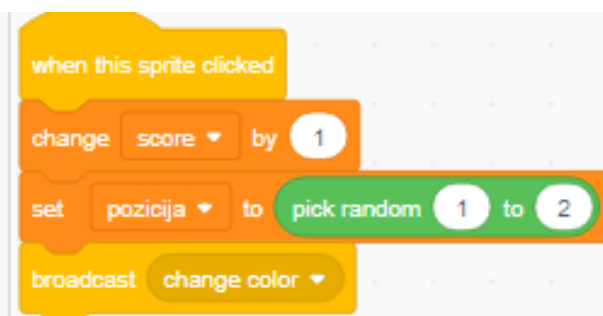 when this sprite clicked
change score by 1
set pozicija to pick random 1 to 2
broadcast change color